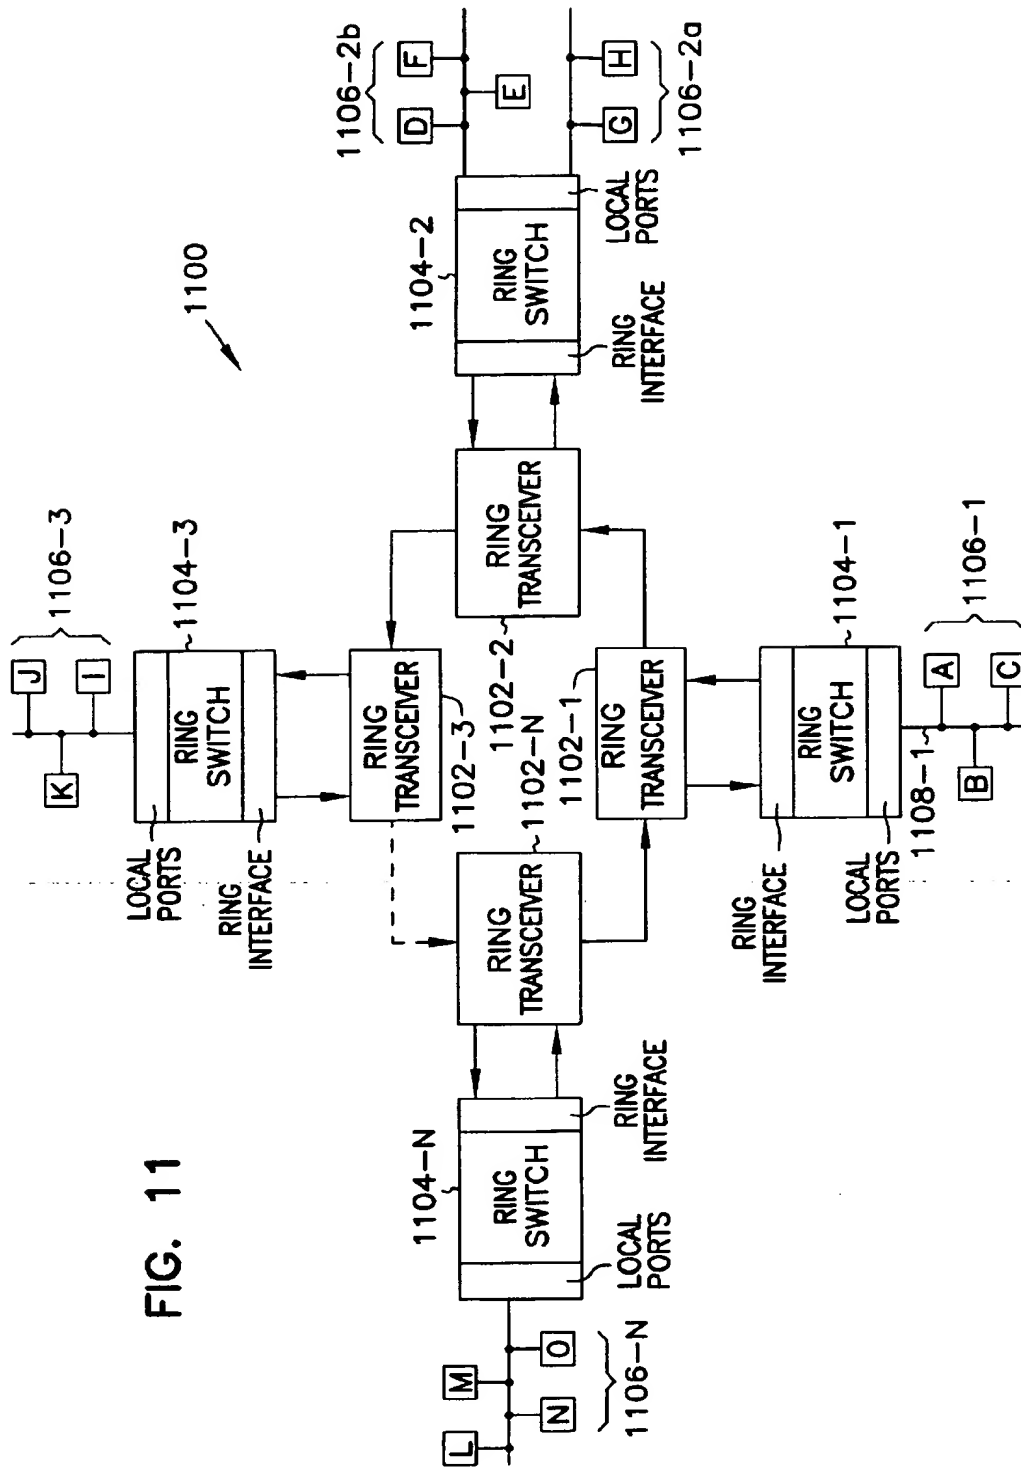 FIG. 11
1100
1106-2b
D
F
E
H
G
1106-2a
1104-2
RING
SWITCH
LOCAL
PORTS
RING
INTERFACE
1106-3
J
I
K
1104-3
LOCAL
PORTS
RING
SWITCH
RING
INTERFACE
RING
TRANSCEIVER
1102-3
RING
TRANSCEIVER
1102-2
RING
TRANSCEIVER
1102-N
RING
TRANSCEIVER
1102-1
1104-1
RING
SWITCH
RING
INTERFACE
LOCAL
PORTS
1108-1
1106-1
A
B
C
1104-N
RING
SWITCH
RING
INTERFACE
LOCAL
PORTS
L
M
N
O
1106-N